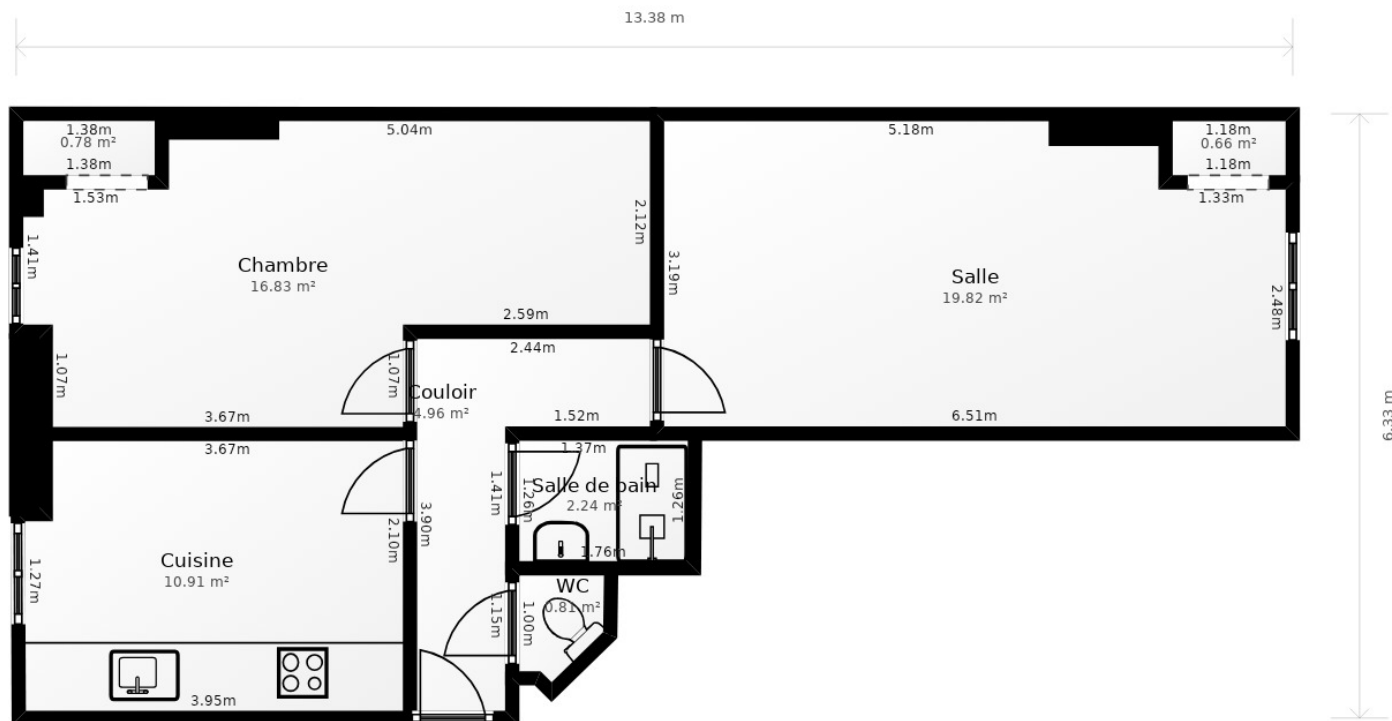 13.38 m
1.38m
0.78 m²
1.38m
1.53m
5.04m
5.18m
1.18m
0.66 m²
1.18m
1.33m
1.41m
2.12m
3.19m
2.48m
Chambre
16.83 m²
Salle
19.82 m²
2.59m
2.44m
1.07m
1.07m
Couloir
4.96 m²
3.67m
1.52m
6.51m
6.33 m
3.67m
1.37m
1.41m
1.26m
Salle de bain
2.24 m²
1.26m
3.90m
2.10m
1.76m
Cuisine
10.91 m²
1.27m
WC
0.81 m²
1.15m
1.00m
3.95m